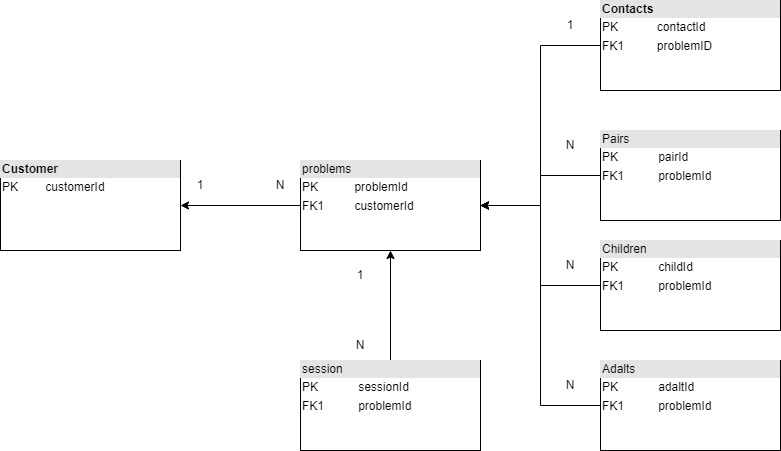 Contacts
PK contactId
FK1 problemID
1
Pairs
PK pairId
FK1 problemId
N
Customer
PK customerId
1 N
problems
PK problemId
FK1 customerId
Children
PK childId
FK1 problemId
N
1
N
session
PK sessionId
FK1 problemId
Adalts
PK adaltId
FK1 problemId
N